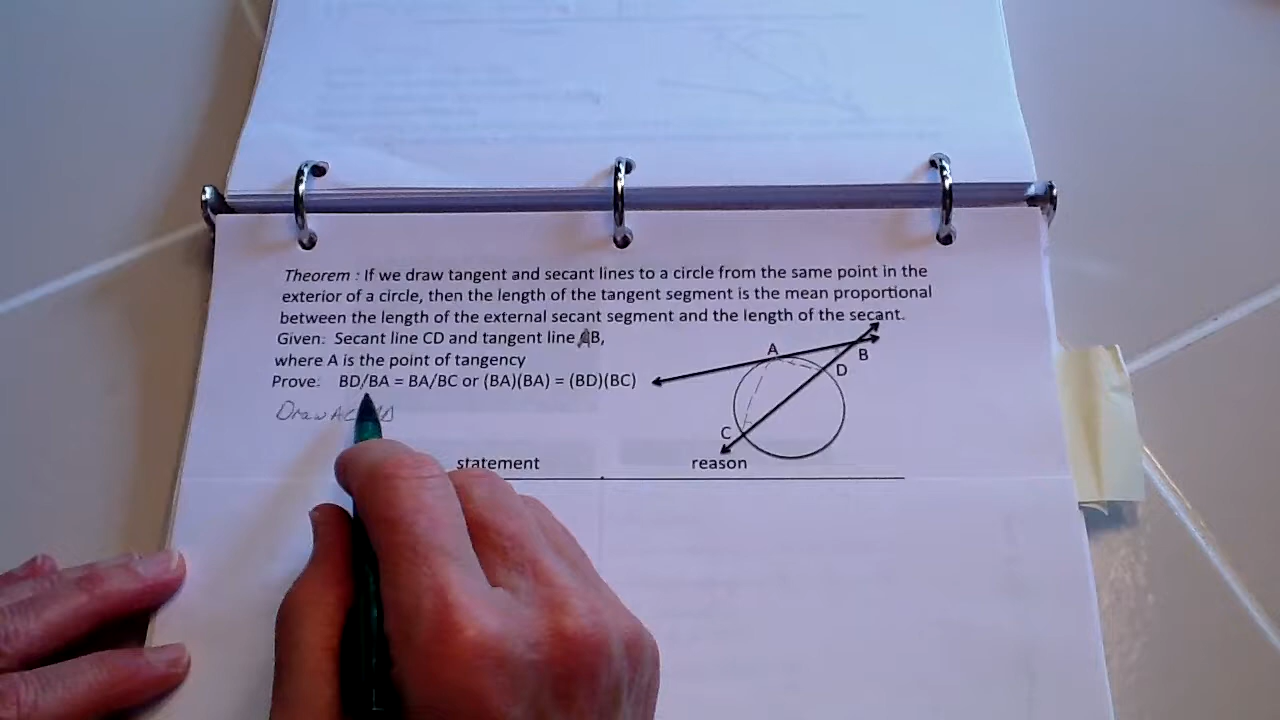 Theorem : If we draw tangent and secant lines to a circle from the same point in the
exterior of a circle, then the length of the tangent segment is the mean proportional
between the length of the external secant segment and the length of the secant.
Given: Secant line CD and tangent line AB,
where A is the point of tangency
Prove: BD/BA = BA/BC or (BA)(BA) = (BD)(BC)
Draw AC
A
B
D
C
statement reason